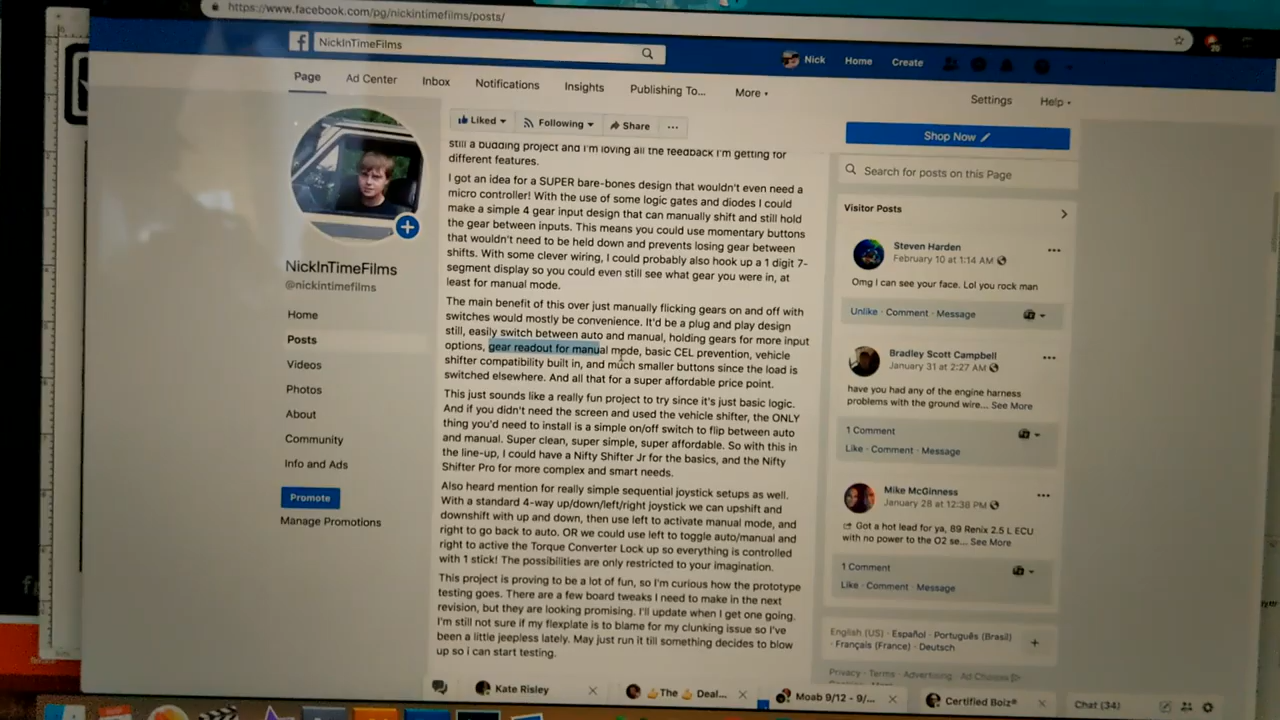 https://www.facebook.com/pg/nickintimefilms/posts/
NickInTimeFilms
Nick
Home
Create
Page
Ad Center
Inbox
Notifications
Insights
Publishing To...
More
Settings
Help
Liked
Following
Share
...
Shop Now
NickInTimeFilms
@nickintimefilms
Home
Posts
Videos
Photos
About
Community
Info and Ads
Promote
Manage Promotions
still a budding project and I'm loving all the feedback I'm getting for
different features.
I got an idea for a SUPER bare-bones design that wouldn't even need a
micro controller! With the use of some logic gates and diodes I could
make a simple 4 gear input design that can manually shift and still hold
the gear between inputs. This means you could use momentary buttons
that wouldn't need to be held down and prevents losing gear between
shifts. With some clever wiring, I could probably also hook up a 1 digit 7-
segment display so you could even still see what gear you were in, at
least for manual mode.
The main benefit of this over just manually flicking gears on and off with
switches would mostly be convenience. It'd be a plug and play design
still, easily switch between auto and manual, holding gears for more input
options, gear readout for manual mode, basic CEL prevention, vehicle
shifter compatibility built in, and much smaller buttons since the load is
switched elsewhere. And all that for a super affordable price point.
This just sounds like a really fun project to try since it's just basic logic.
And if you didn't need the screen and used the vehicle shifter, the ONLY
thing you'd need to install is a simple on/off switch to flip between auto
and manual. Super clean, super simple, super affordable. So with this in
the line-up, I could have a Nifty Shifter Jr for the basics, and the Nifty
Shifter Pro for more complex and smart needs.
Also heard mention for really simple sequential joystick setups as well.
With a standard 4-way up/down/left/right joystick we can upshift and
downshift with up and down, then use left to activate manual mode, and
right to go back to auto. OR we could use left to toggle auto/manual and
right to active the Torque Converter Lock up so everything is controlled
with 1 stick! The possibilities are only restricted to your imagination.
This project is proving to be a lot of fun, so I'm curious how the prototype
testing goes. There are a few board tweaks I need to make in the next
revision, but they are looking promising. I'll update when I get one going.
I'm still not sure if my flexplate is to blame for my clunking issue so I've
been a little jeepless lately. May just run it till something decides to blow
up so i can start testing.
Search for posts on this Page
Visitor Posts
Steven Harden
February 10 at 1:14 AM
Omg I can see your face. Lol you rock man
Unlike · Comment · Message
Bradley Scott Campbell
January 31 at 2:27 AM
have you had any of the engine harness
problems with the ground wire... See More
1 Comment
Like · Comment · Message
Mike McGinness
January 28 at 12:38 PM
Got a hot lead for ya, 89 Renix 2.5 L ECU
with no power to the O2 se... See More
1 Comment
Like · Comment · Message
English (US) · Español · Português (Brasil)
· Français (France) · Deutsch
Privacy · Terms · Advertising · Ad Choices
Kate Risley
The 👍 Deal...
Moab 9/12 - 9/...
Certified Boiz®
Chat (34)